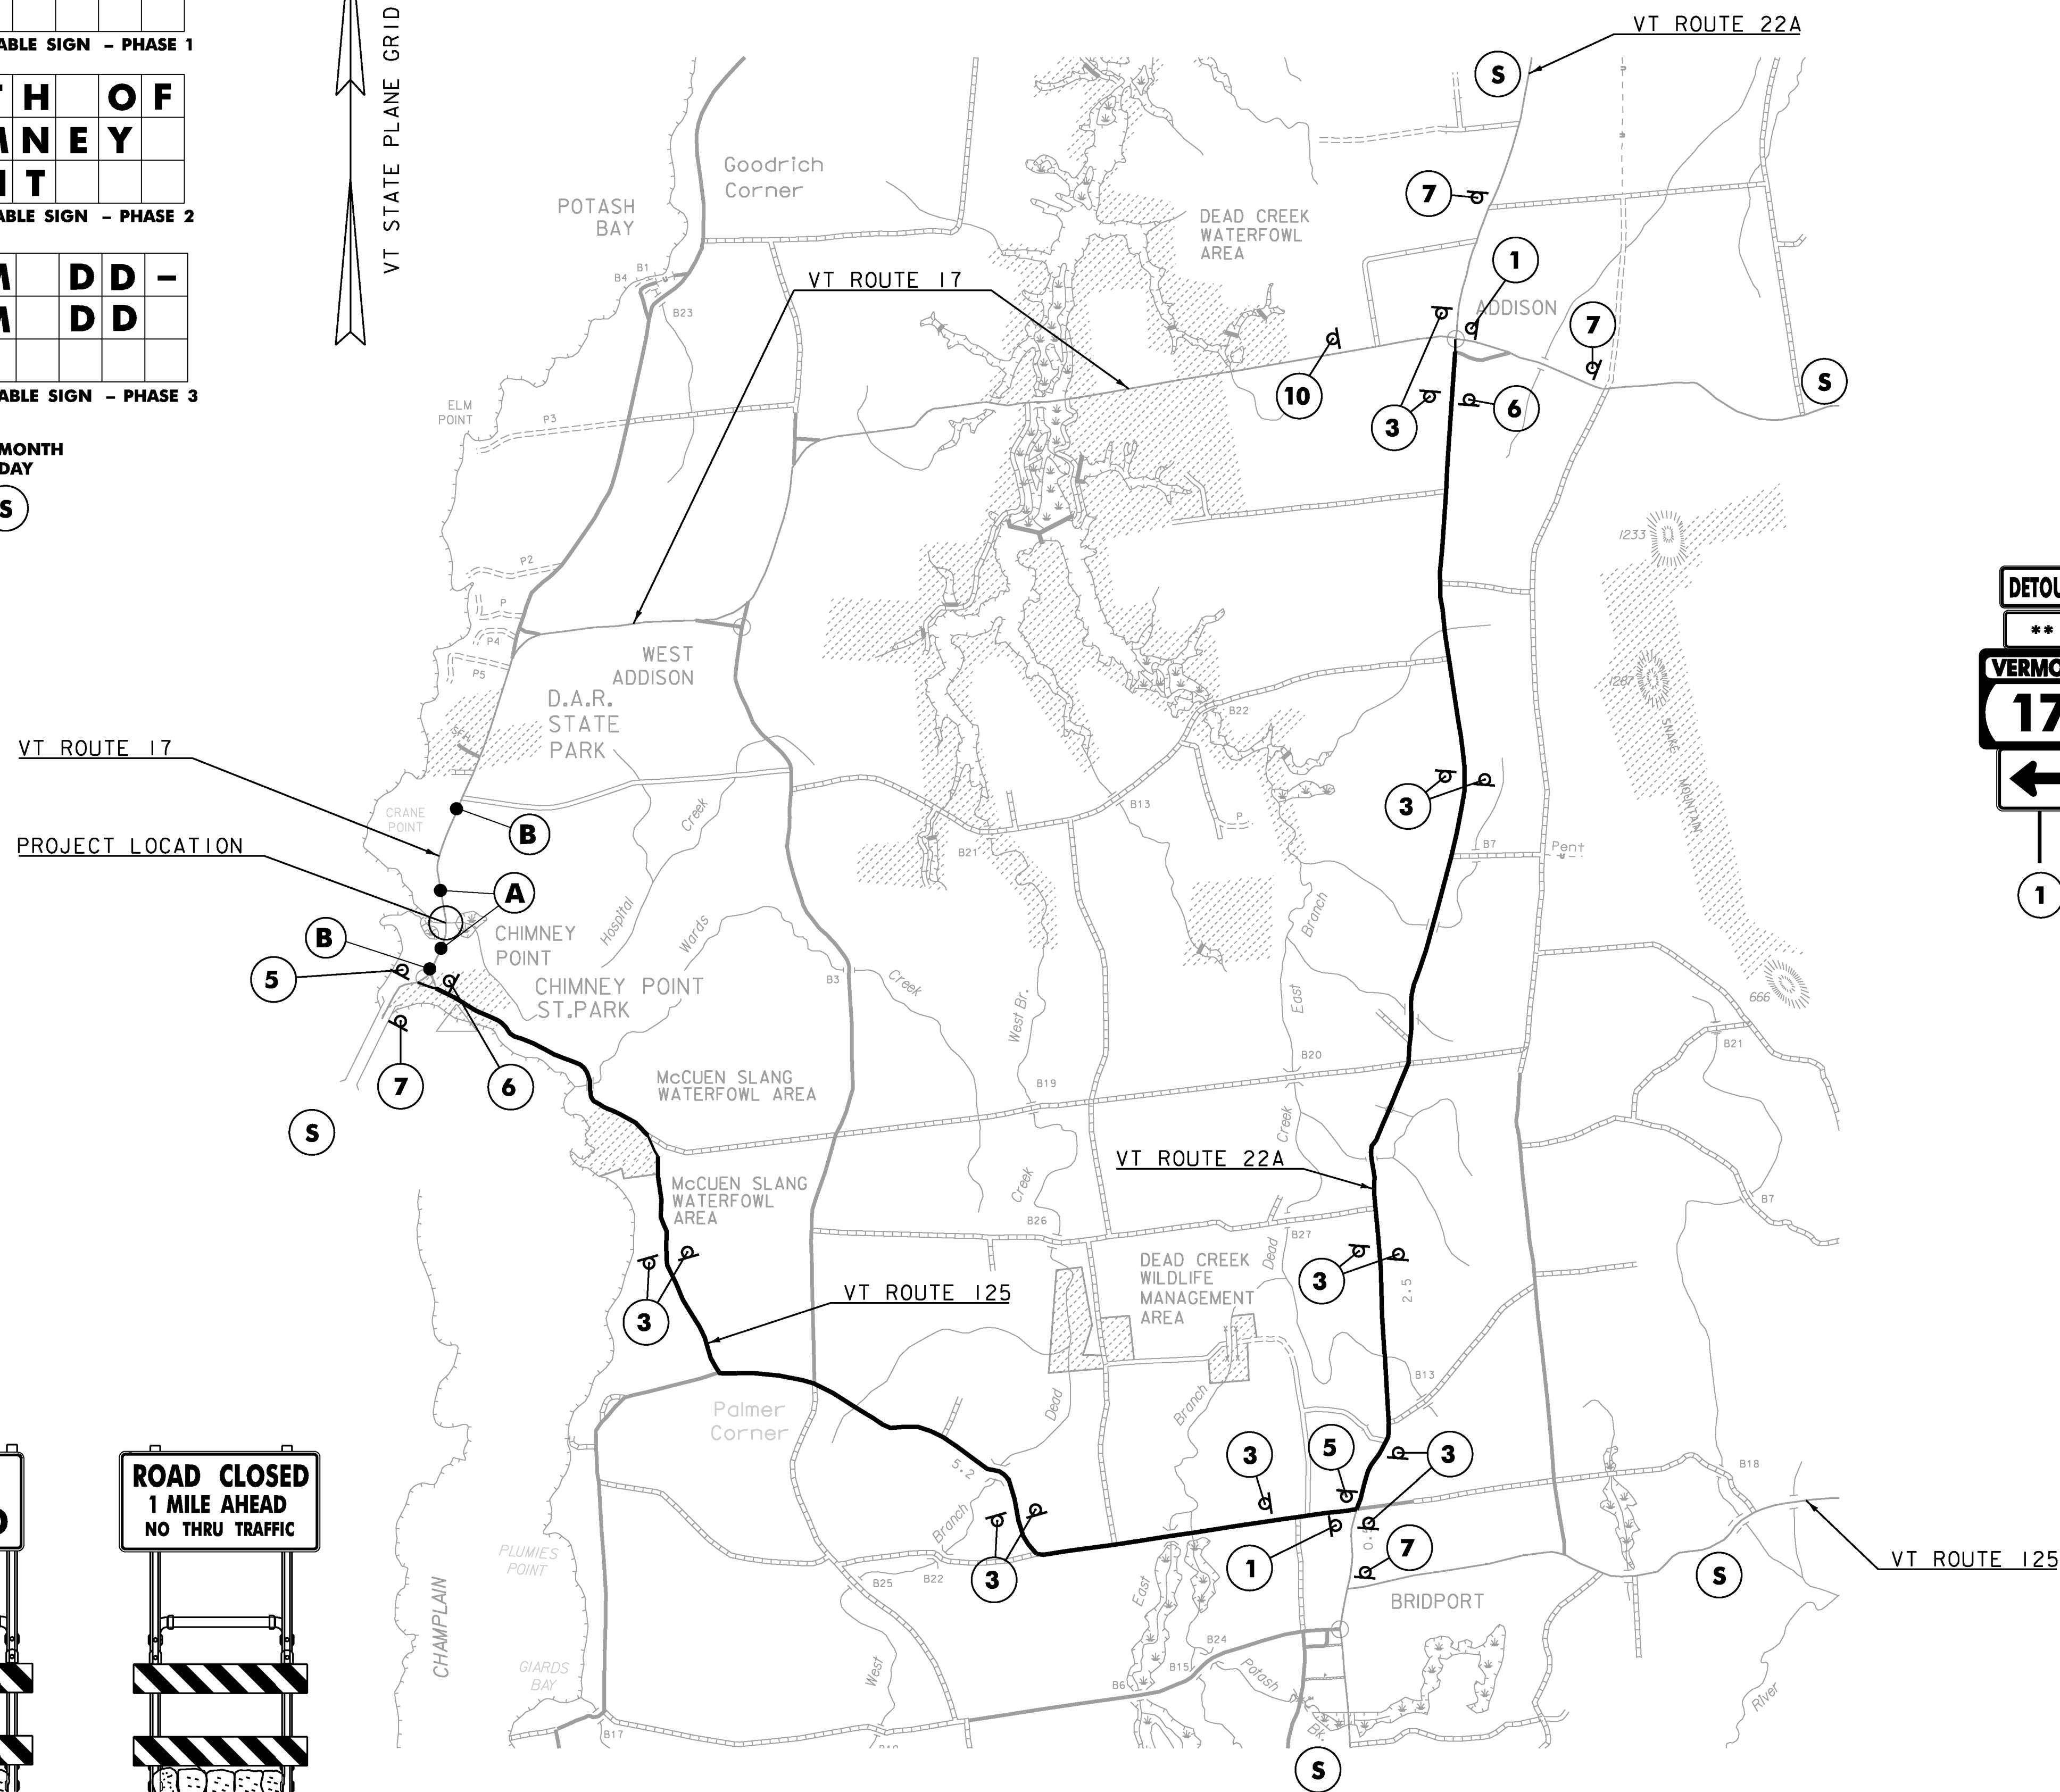 ABLE SIGN – PHASE 1
H OF
NEY
T
ABLE SIGN – PHASE 2
DD –
DD
ABLE SIGN – PHASE 3
MONTH
DAY
S
VT STATE PLANE GRID
VT ROUTE 22A
S
Goodrich
Corner
POTASH
BAY
B1
B4
B23
DEAD CREEK
WATERFOWL
AREA
7
1
ADDISON
7
VT ROUTE 17
10
3
6
S
ELM
POINT
P3
P2
P
P4
P5
WEST
ADDISON
D.A.R.
STATE
PARK
1233
1287
SNAKE
MOUNTAIN
666
DETOU
**
VERMO
17
1
VT ROUTE 17
CRANE
POINT
B
PROJECT LOCATION
A
B
CHIMNEY
POINT
5
CHIMNEY POINT
ST.PARK
7
6
S
Hospital
Creek
Wards
Creek
B3
B22
B13
P
B21
3
B7
Pent
West Br.
Creek
East
Branch
B20
B19
Creek
B21
B7
McCUEN SLANG
WATERFOWL AREA
McCUEN SLANG
WATERFOWL
AREA
VT ROUTE 22A
B26
B27
Dead
3
2.5
DEAD CREEK
WILDLIFE
MANAGEMENT
AREA
3
VT ROUTE 125
Palmer
Corner
Dead
Branch
B13
5.2
Branch
3
3
5
3
1
7
B18
VT ROUTE 125
S
BRIDPORT
B25
B22
East
B24
B15
B6
Potash
Bk.
West
River
B17
S
PLUMIES
POINT
CHAMPLAIN
GIARDS
BAY
ROAD CLOSED
1 MILE AHEAD
NO THRU TRAFFIC